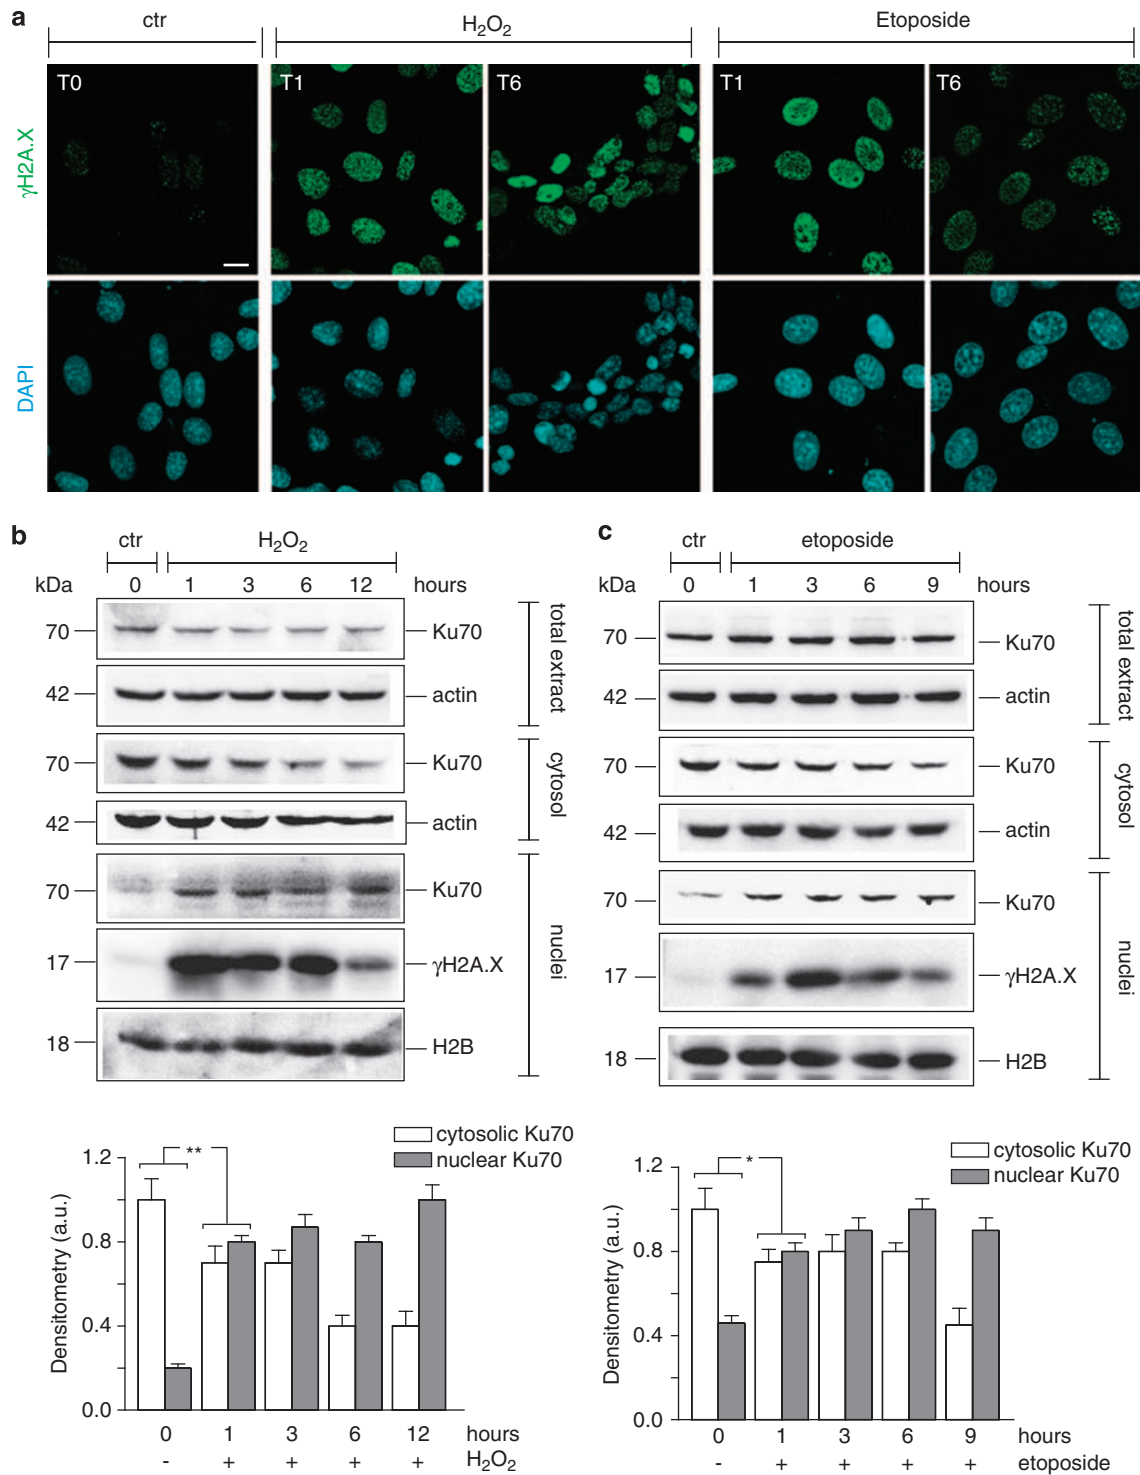 a
ctr
H₂O₂
Etoposide
T0
T1
T6
T1
T6
γH2A.X
DAPI
b
ctr
H₂O₂
kDa
0
1
3
6
12
hours
70
Ku70
42
actin
total extract
70
Ku70
42
actin
cytosol
70
Ku70
17
γH2A.X
18
H2B
nuclei
cytosolic Ku70
nuclear Ku70
**
Densitometry (a.u.)
1.2
0.8
0.4
0.0
0 1 3 6 12 hours
- + + + + H₂O₂
c
ctr
etoposide
kDa
0
1
3
6
9
hours
70
Ku70
42
actin
total extract
70
Ku70
42
actin
cytosol
70
Ku70
17
γH2A.X
18
H2B
nuclei
cytosolic Ku70
nuclear Ku70
*
Densitometry (a.u.)
1.2
0.8
0.4
0.0
0 1 3 6 9 hours
- + + + + etoposide